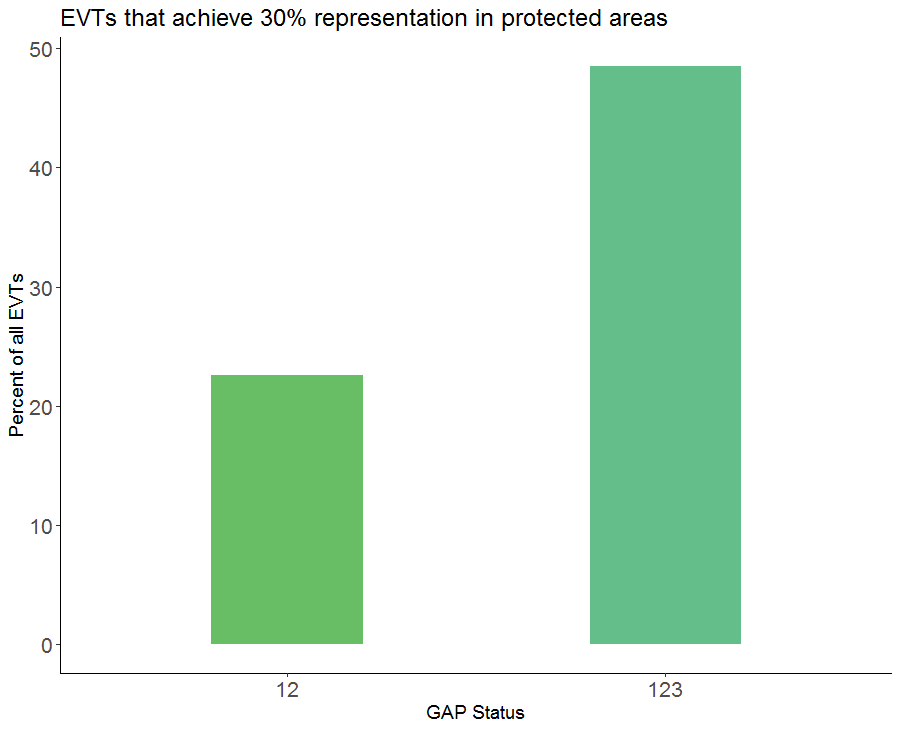 EVTs that achieve 30% representation in protected areas
50
40
30
20
10
0
Percent of all EVTs
12
123
GAP Status